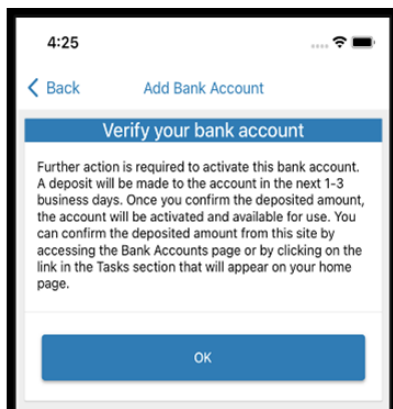 4:25
Back
Add Bank Account
Verify your bank account
Further action is required to activate this bank account.
A deposit will be made to the account in the next 1-3
business days. Once you confirm the deposited amount,
the account will be activated and available for use. You
can confirm the deposited amount from this site by
accessing the Bank Accounts page or by clicking on the
link in the Tasks section that will appear on your home
page.
OK